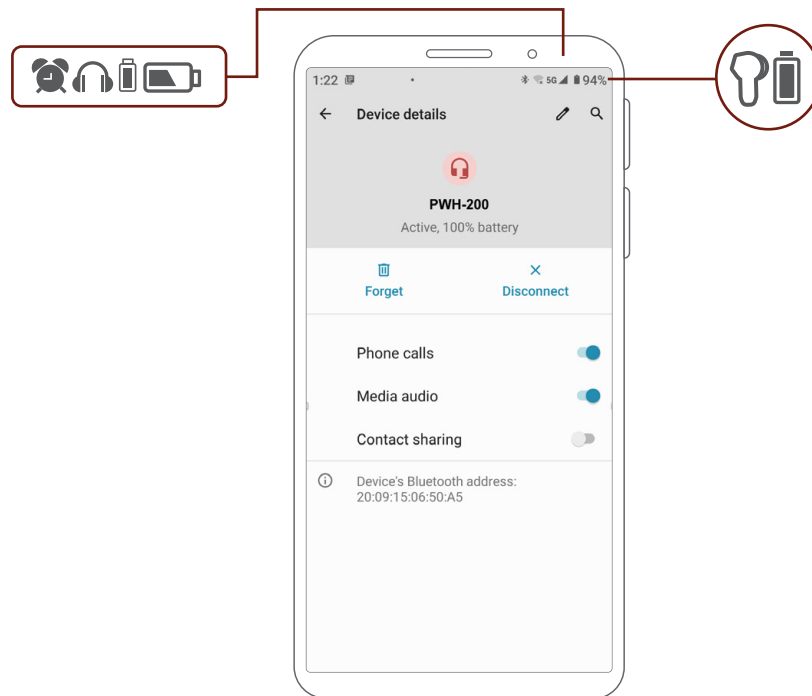 1:22
5G 94%
Device details
PWH-200
Active, 100% battery
Forget
Disconnect
Phone calls
Media audio
Contact sharing
Device's Bluetooth address:
20:09:15:06:50:A5